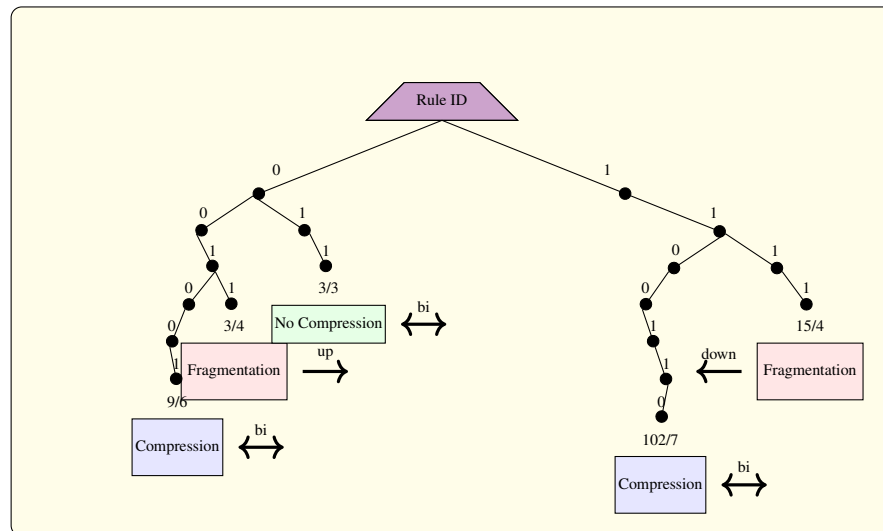 Rule ID
0
1
0
1
1
1
1
0
1
3/3
0
1
0
1
No Compression
bi
3/4
15/4
0
1
up
down
Fragmentation
Fragmentation
1
1
9/6
0
Compression
bi
102/7
Compression
bi